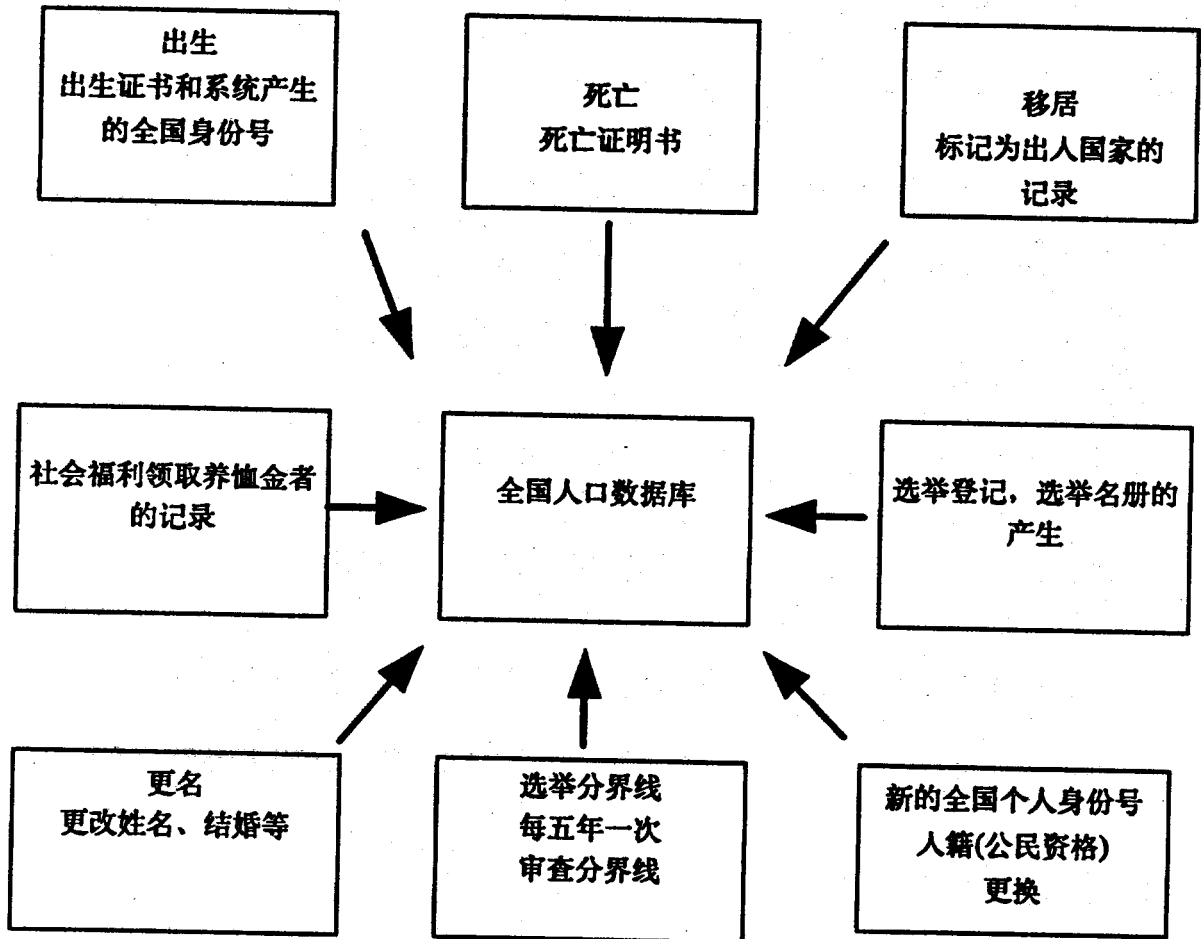 出生
出生证书和系统产生
的全国身份号
死亡
死亡证明书
移居
标记为出人国家的
记录
社会福利领取养恤金者
的记录
全国人口数据库
选举登记，选举名册的
产生
更名
更改姓名、结婚等
选举分界线
每五年一次
审查分界线
新的全国个人身份号
人籍(公民资格)
更换